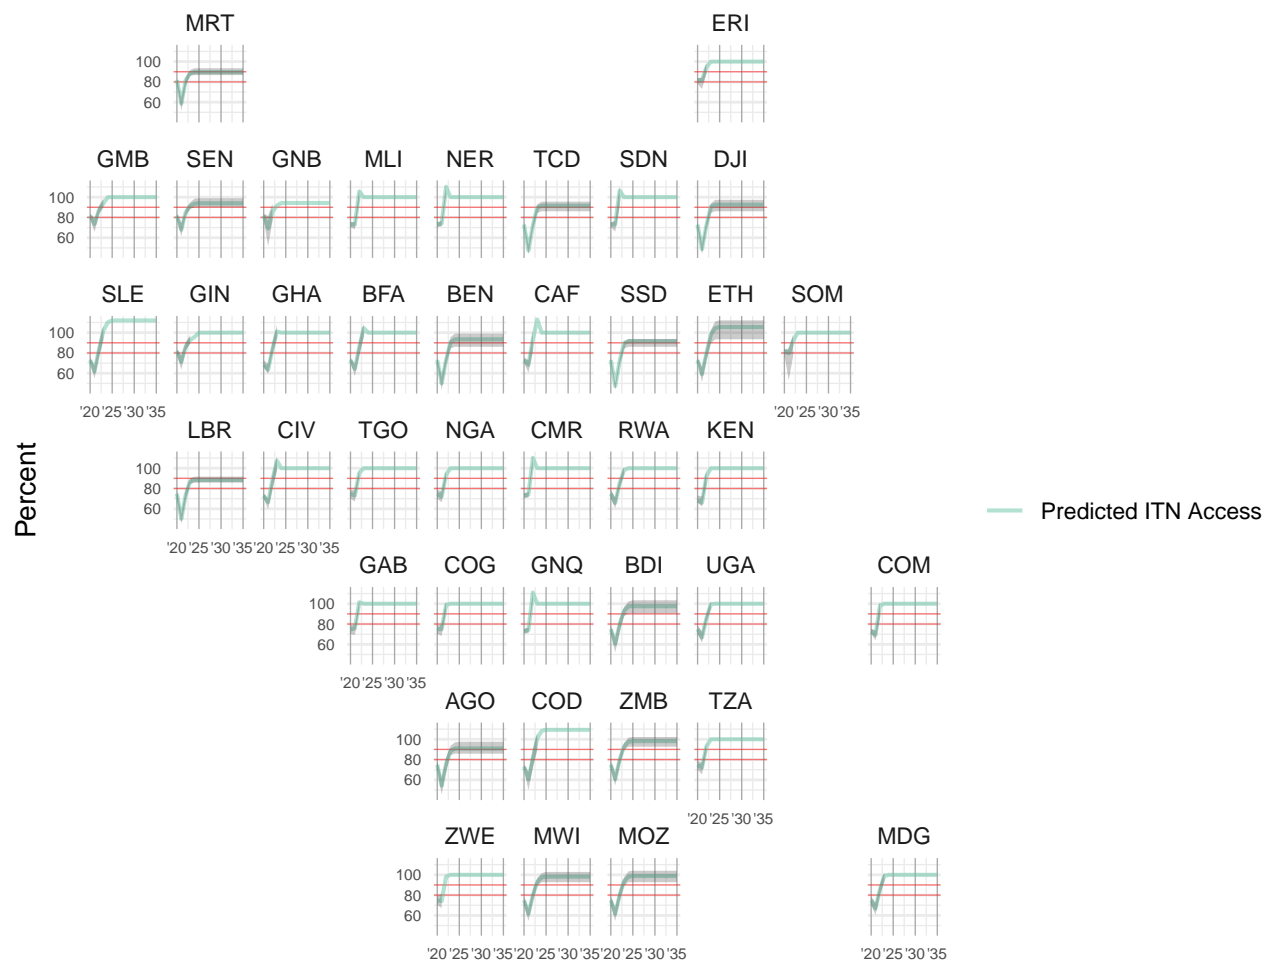 MRT ERI
100
80
60
GMB SEN GNB MLI NER TCD SDN DJI
100
80
60
SLE GIN GHA BFA BEN CAF SSD ETH SOM
100
80
60
'20 '25 '30 '35 '20 '25 '30 '35
LBR CIV TGO NGA CMR RWA KEN
100
80
60
'20 '25 '30 '35 '20 '25 '30 '35
Percent
Predicted ITN Access
GAB COG GNQ BDI UGA COM
100
80
60
'20 '25 '30 '35
AGO COD ZMB TZA
100
80
60
'20 '25 '30 '35
ZWE MWI MOZ MDG
100
80
60
'20 '25 '30 '35 '20 '25 '30 '35 '20 '25 '30 '35 '20 '25 '30 '35